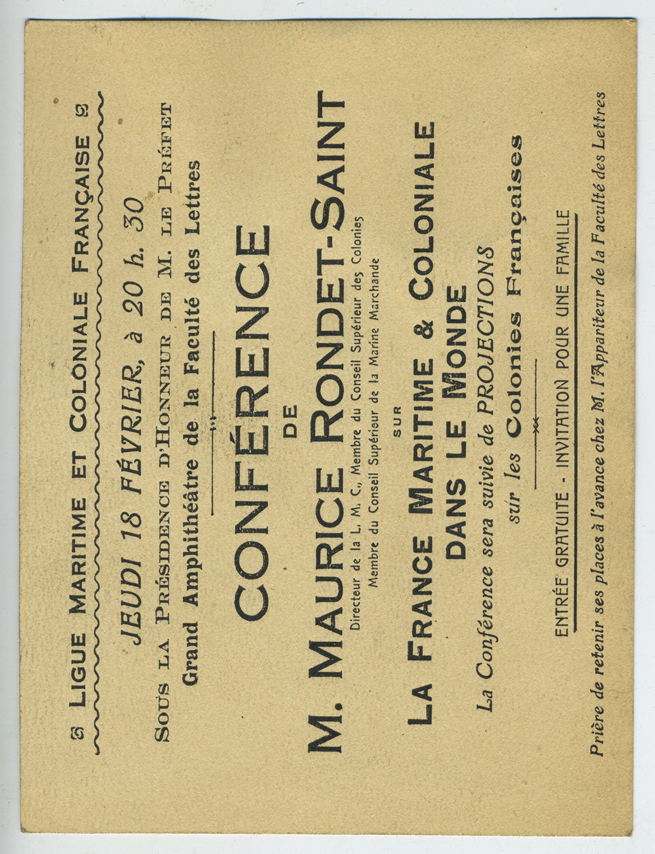 LIGUE MARITIME ET COLONIALE FRANÇAISE
JEUDI 18 FÉVRIER, à 20 h. 30
SOUS LA PRÉSIDENCE D'HONNEUR DE M. LE PRÉFET
Grand Amphithéâtre de la Faculté des Lettres
CONFÉRENCE
DE
M. MAURICE RONDET-SAINT
Directeur de la L. M. C., Membre du Conseil Supérieur des Colonies
Membre du Conseil Supérieur de la Marine Marchande
SUR
LA FRANCE MARITIME & COLONIALE
DANS LE MONDE
La Conférence sera suivie de PROJECTIONS
sur les Colonies Françaises
ENTRÉE GRATUITE - INVITATION POUR UNE FAMILLE
Prière de retenir ses places à l'avance chez M. l'Appariteur de la Faculté des Lettres